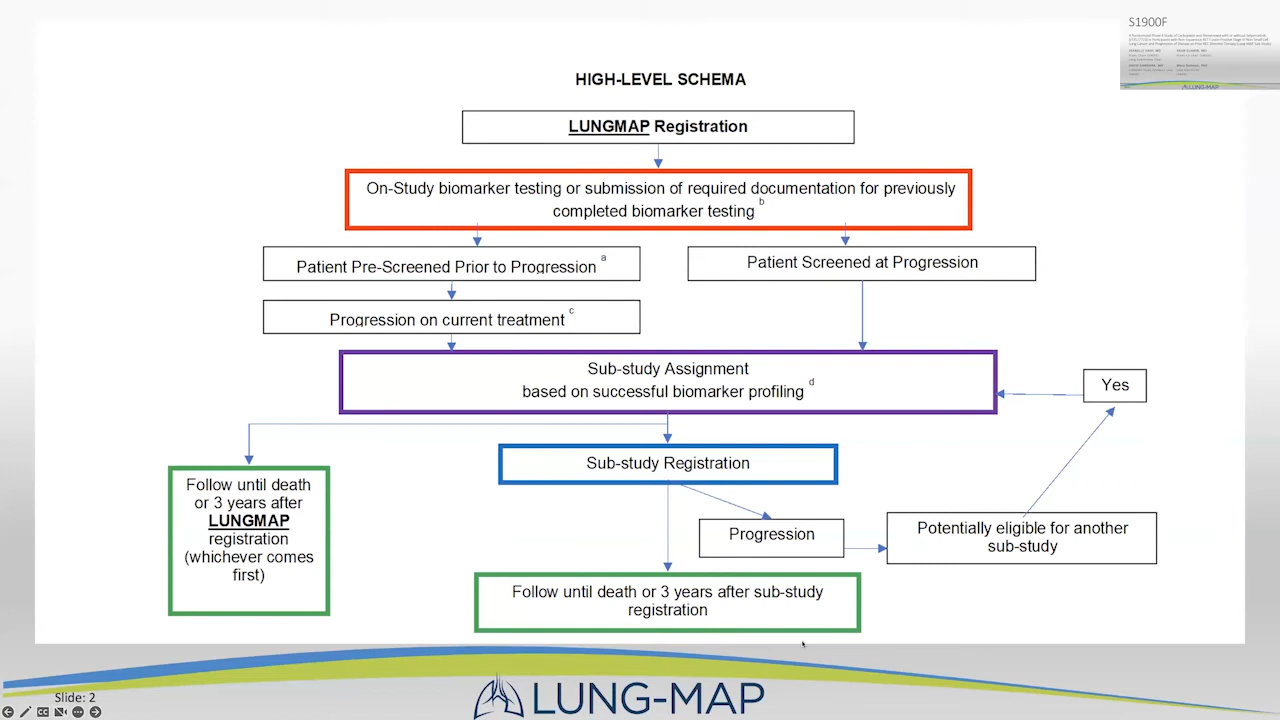 S1900F
HIGH-LEVEL SCHEMA
LUNGMAP Registration
On-Study biomarker testing or submission of required documentation for previously
completed biomarker testing b
Patient Pre-Screened Prior to Progression a
Patient Screened at Progression
Progression on current treatment c
Sub-study Assignment
based on successful biomarker profiling d
Yes
Sub-study Registration
Follow until death
or 3 years after
LUNGMAP
registration
(whichever comes
first)
Progression
Potentially eligible for another
sub-study
Follow until death or 3 years after sub-study
registration
Slide: 2
LUNG-MAP
LUNG-MAP